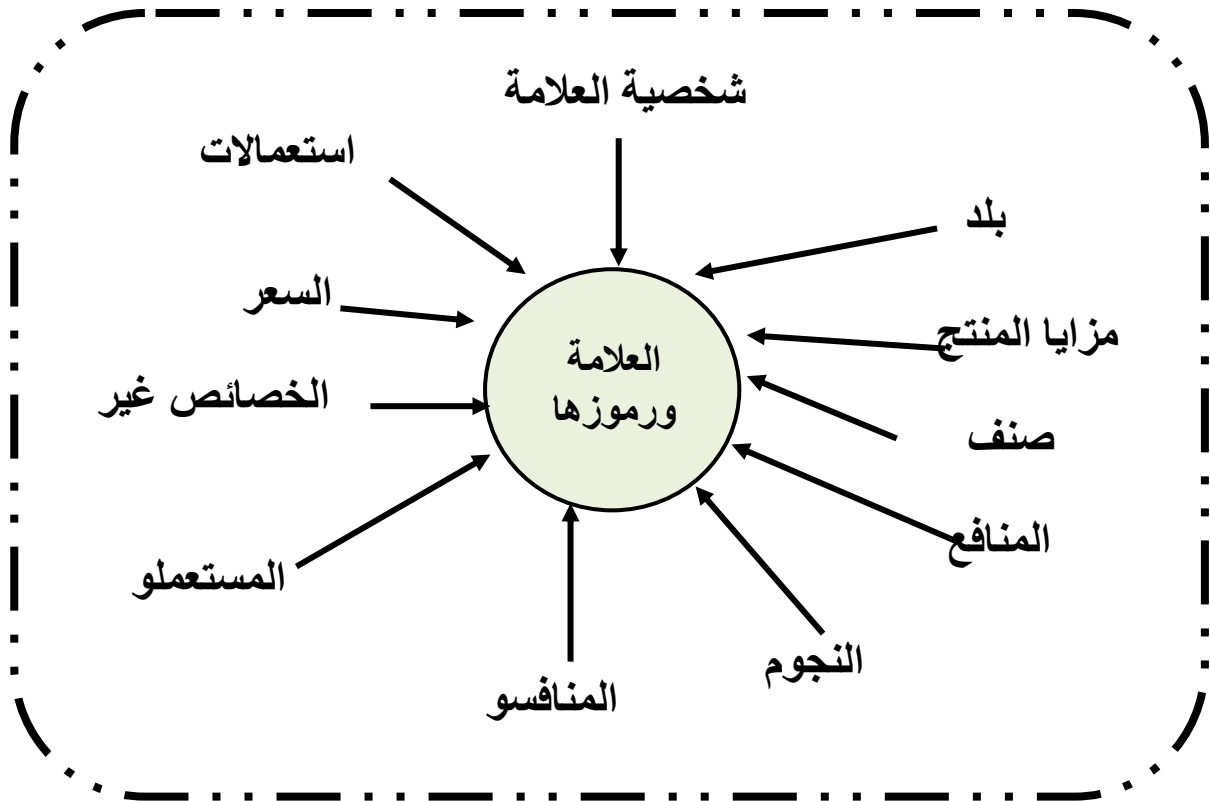 شخصية العلامة
استعمالات
بلد
السعر
مزايا المنتج
العلامة
ورموزها
الخصائص غير
صنف
المنافع
المستعملو
النجوم
المنافسو